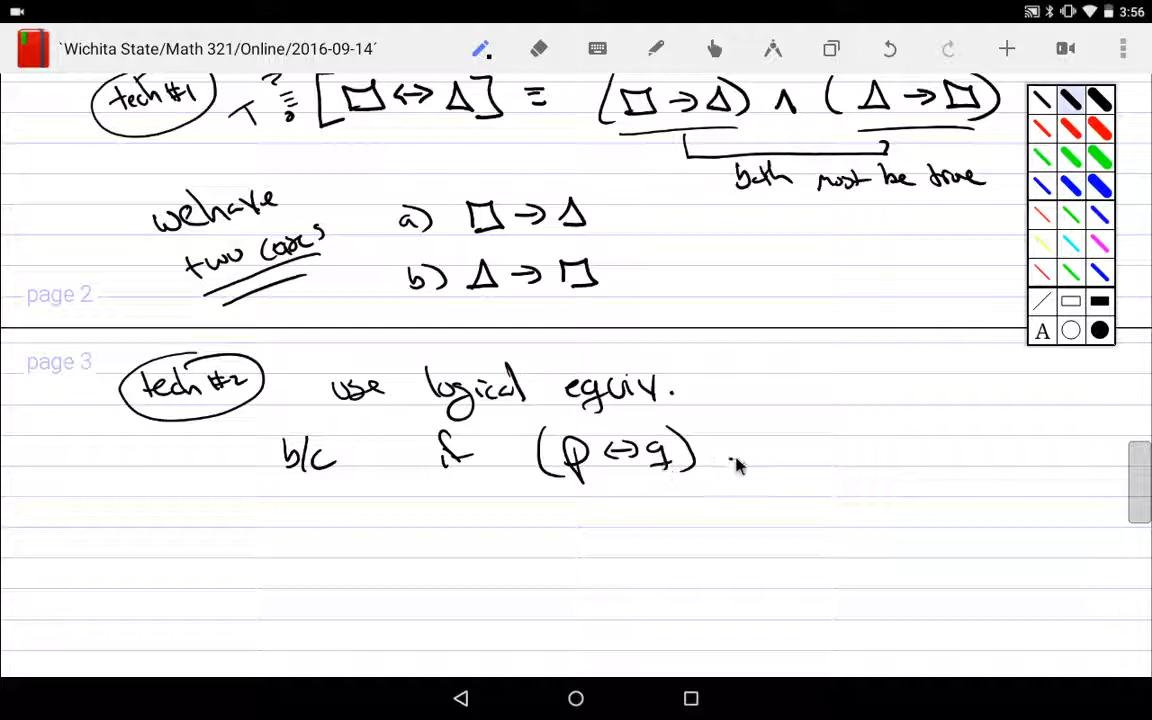 3:56
`Wichita State/Math 321/Online/2016-09-14´
tech #1 T ≡? [□ ↔ △] ≡ (□ → △) ∧ (△ → □)
both must be true
we have
two cases
a) □ → △
b) △ → □
page 2
page 3
tech #2 use logical equiv.
b/c if (p ↔ q)
A